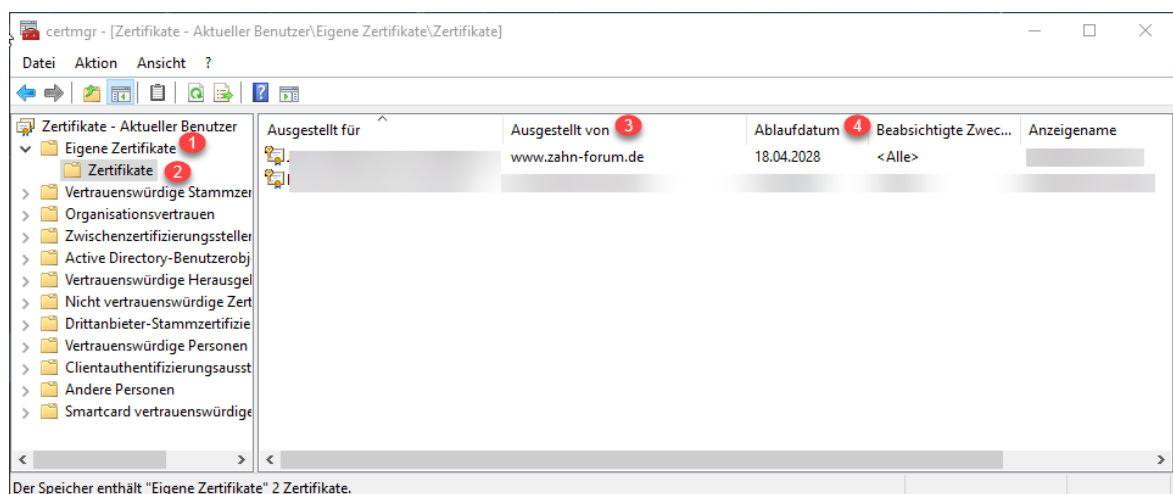 certmgr - [Zertifikate - Aktueller Benutzer\Eigene Zertifikate\Zertifikate]
Datei Aktion Ansicht ?
Zertifikate - Aktueller Benutzer
Eigene Zertifikate 1
Zertifikate 2
Vertrauenswürdige Stammzer
Organisationsvertrauen
Zwischenzertifizierungsstellen
Active Directory-Benutzerobj
Vertrauenswürdige Herausgel
Nicht vertrauenswürdige Zert
Drittanbieter-Stammzertifizie
Vertrauenswürdige Personen
Clientauthentifizierungsausst
Andere Personen
Smartcard vertrauenswürdige
Ausgestellt für Ausgestellt von 3 Ablaufdatum 4 Beabsichtigte Zwec... Anzeigename
www.zahn-forum.de 18.04.2028 <Alle>
Der Speicher enthält "Eigene Zertifikate" 2 Zertifikate.